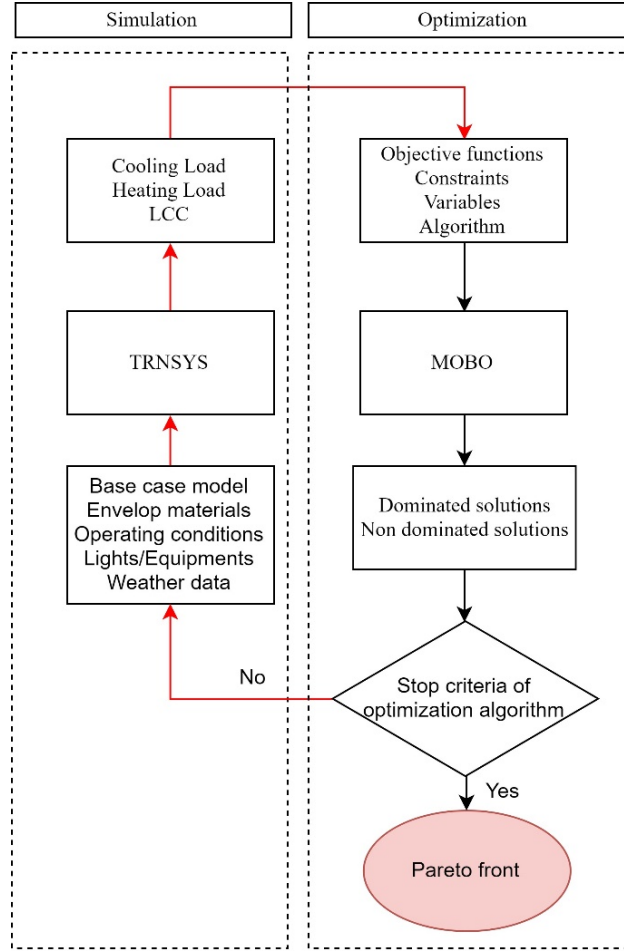 Simulation
Optimization
Cooling Load
Heating Load
LCC
Objective functions
Constraints
Variables
Algorithm
TRNSYS
MOBO
Base case model
Envelop materials
Operating conditions
Lights/Equipments
Weather data
Dominated solutions
Non dominated solutions
No
Stop criteria of
optimization algorithm
Yes
Pareto front